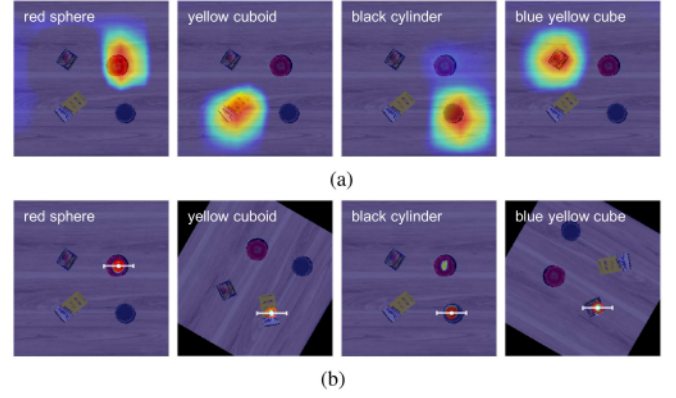 red sphere
yellow cuboid
black cylinder
blue yellow cube
(a)
red sphere
yellow cuboid
black cylinder
blue yellow cube
(b)